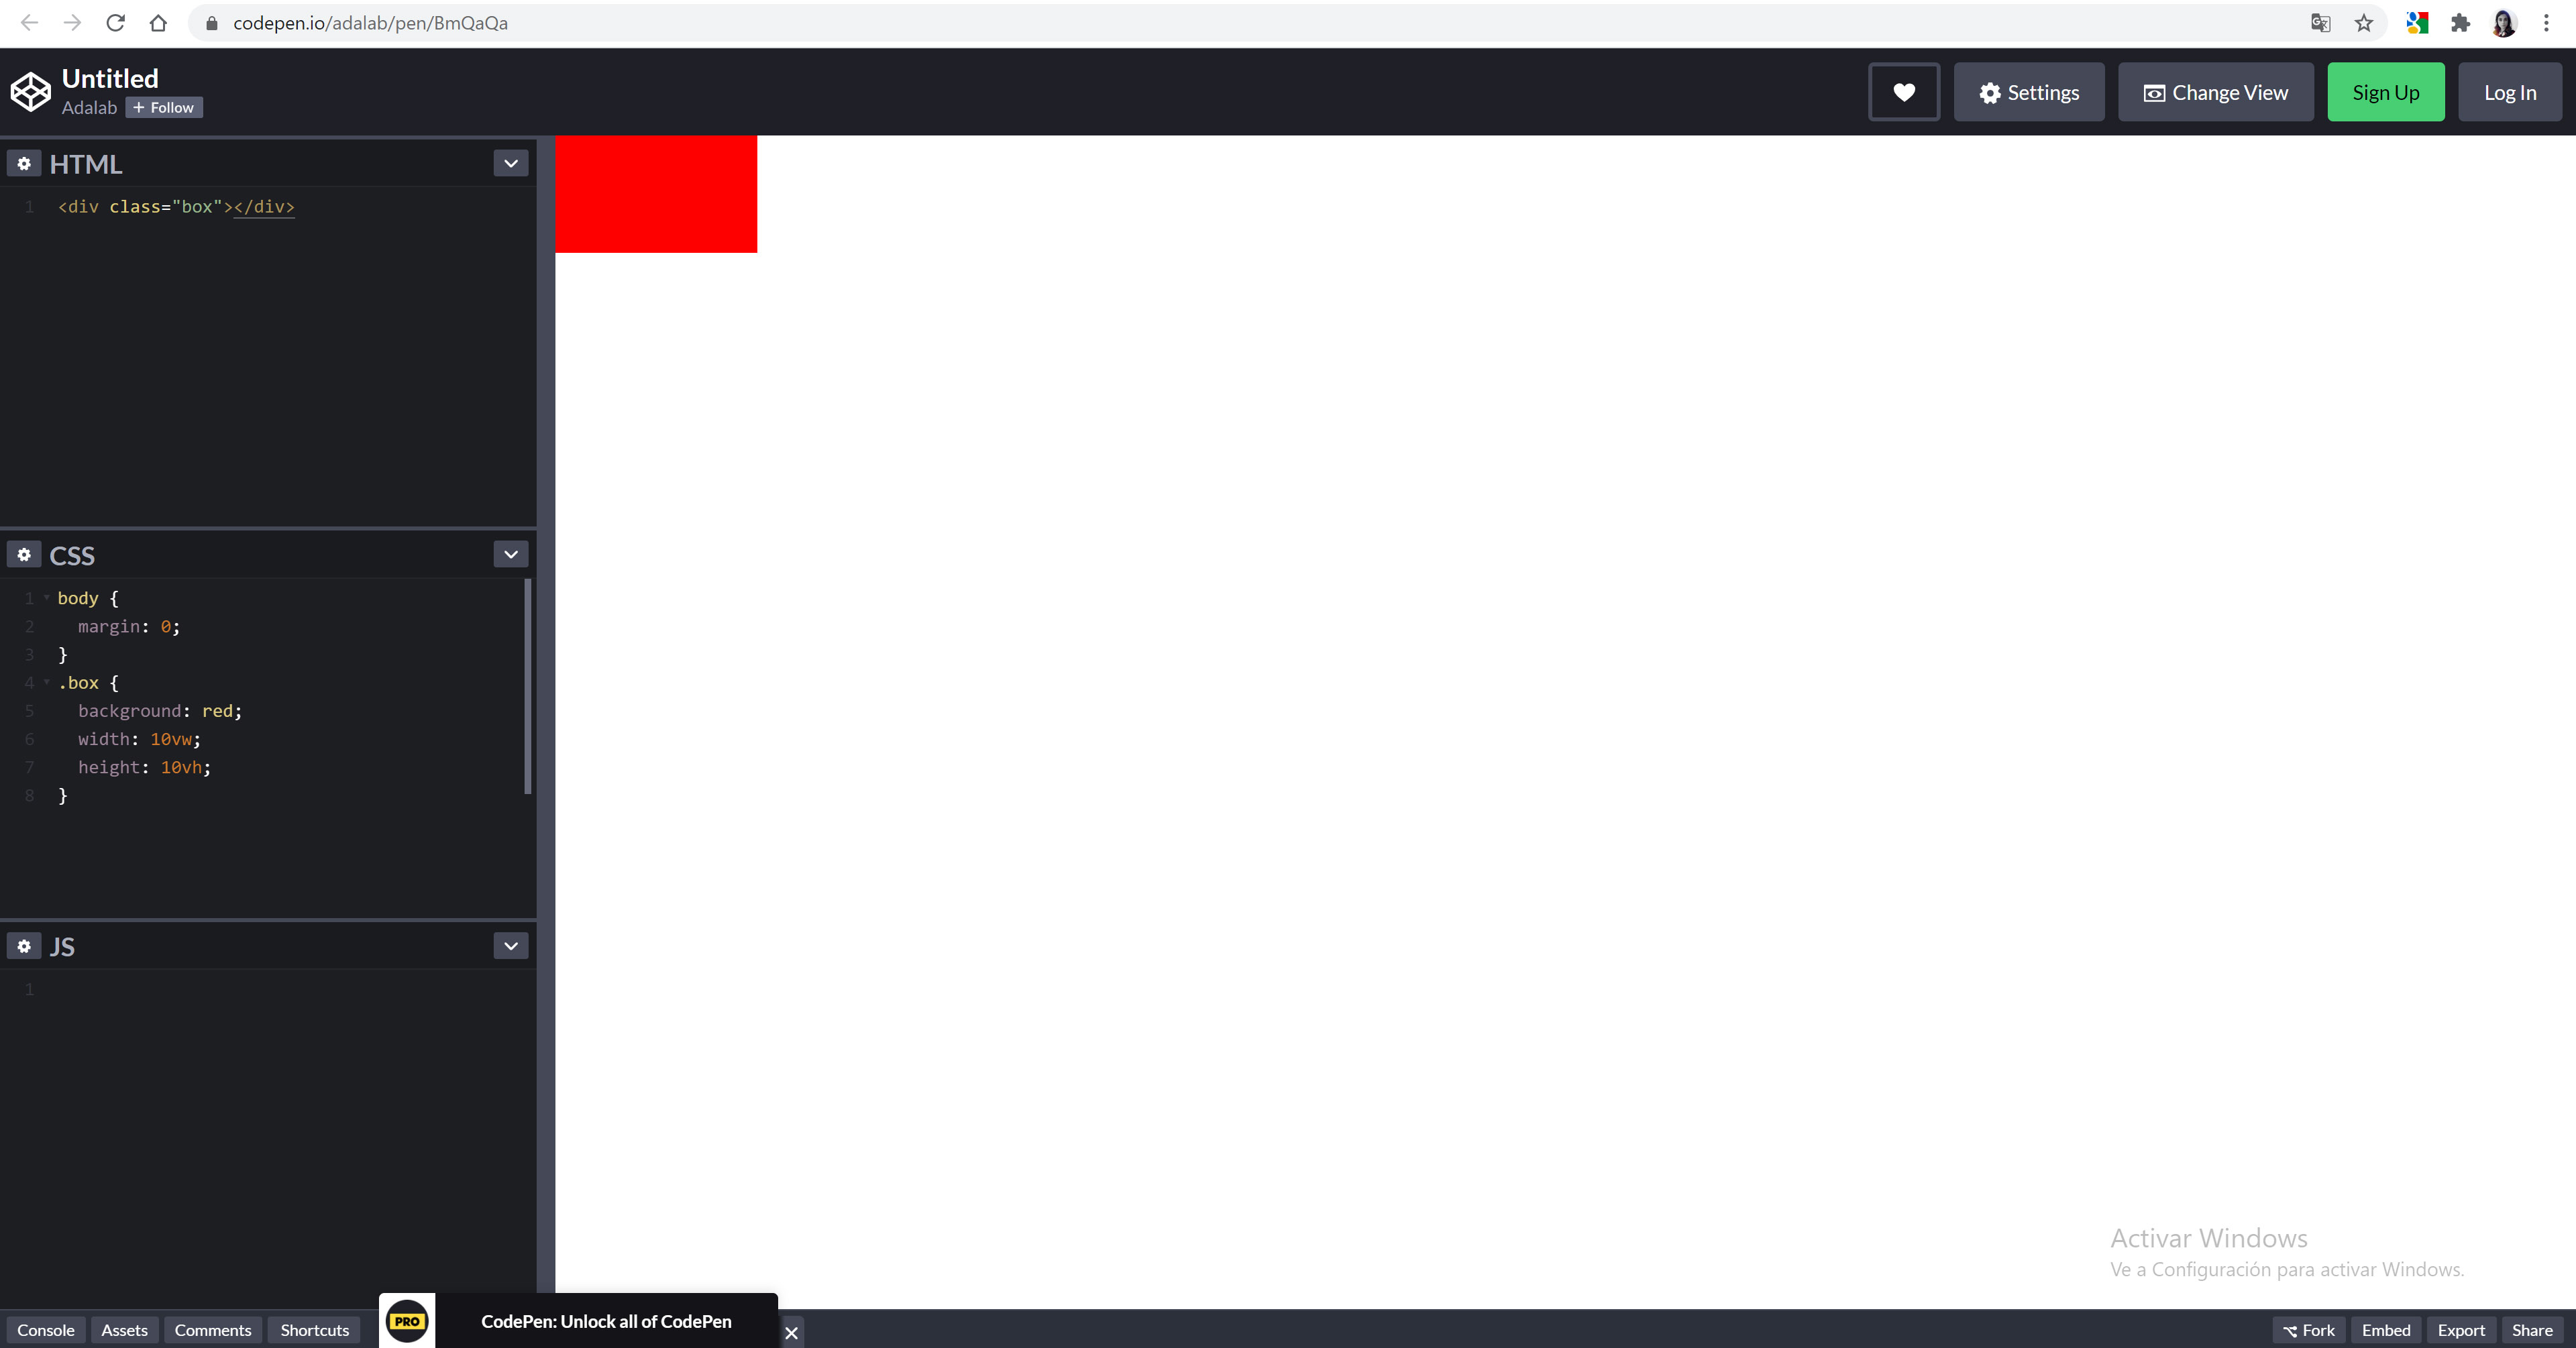 codepen.io/adalab/pen/BmQaQa
Untitled
Adalab + Follow
Settings
Change View
Sign Up
Log In
HTML
1 <div class="box"></div>
CSS
1 body {
2 margin: 0;
3 }
4 .box {
5 background: red;
6 width: 10vw;
7 height: 10vh;
8 }
JS
1
Activar Windows
Ve a Configuración para activar Windows.
Console Assets Comments Shortcuts
PRO CodePen: Unlock all of CodePen
Fork Embed Export Share